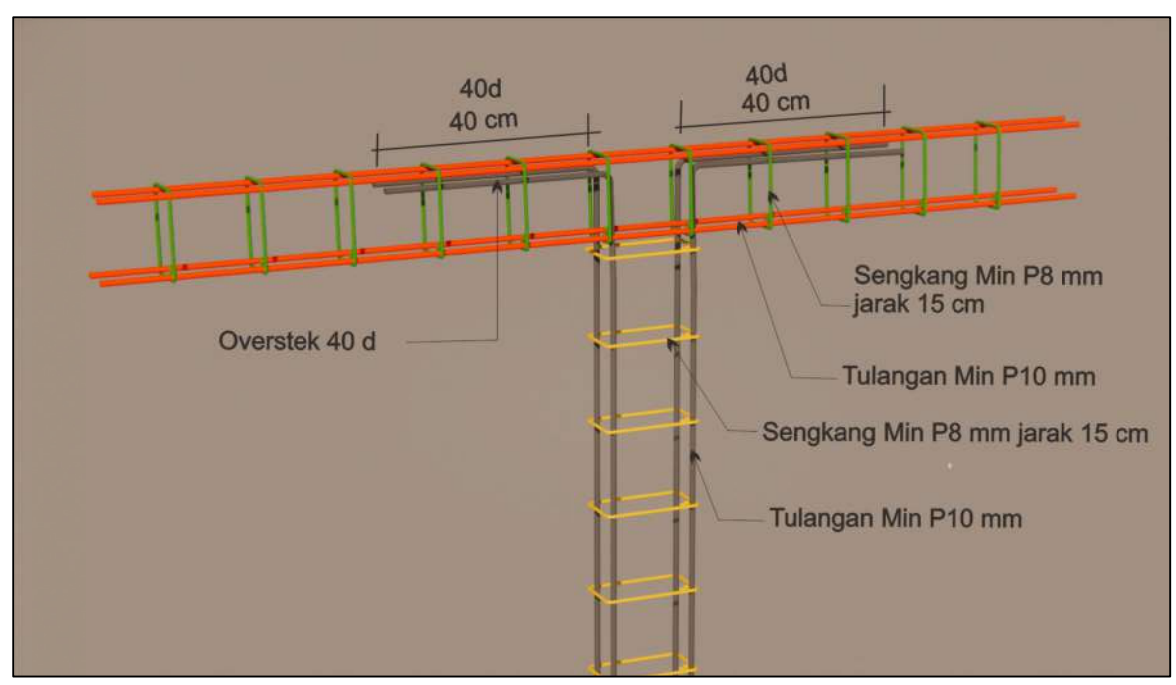 40d
40 cm
40d
40 cm
Sengkang Min P8 mm
jarak 15 cm
Overstek 40 d
Tulangan Min P10 mm
Sengkang Min P8 mm jarak 15 cm
Tulangan Min P10 mm